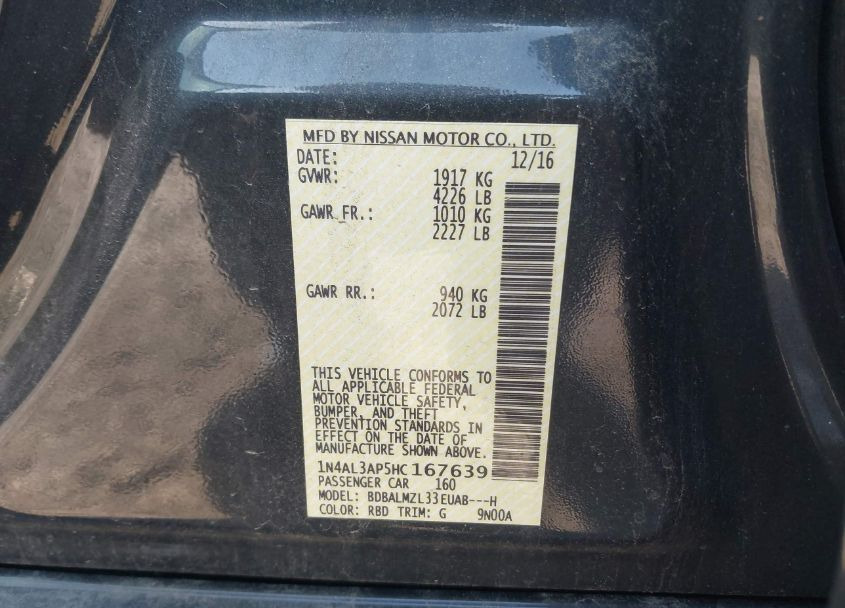 MFD BY NISSAN MOTOR CO., LTD.
DATE: 12/16
GVWR: 1917 KG
4226 LB
GAWR FR.: 1010 KG
2227 LB
GAWR RR.: 940 KG
2072 LB
THIS VEHICLE CONFORMS TO
ALL APPLICABLE FEDERAL
MOTOR VEHICLE SAFETY,
BUMPER, AND THEFT
PREVENTION STANDARDS IN
EFFECT ON THE DATE OF
MANUFACTURE SHOWN ABOVE.
1N4AL3AP5HC167639
PASSENGER CAR 160
MODEL: BDBALMZL33EUAB---H
COLOR: RBD TRIM: G 9N00A